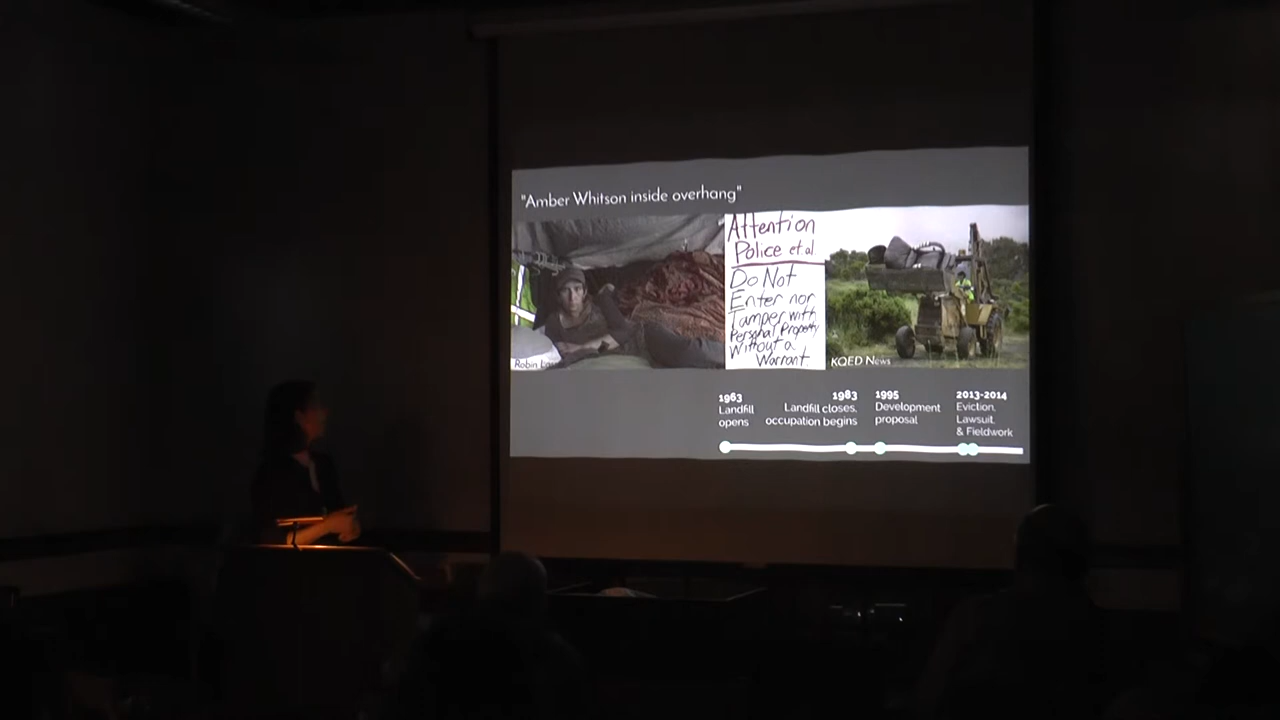 "Amber Whitson inside overhang"
Attention
Police et al.
Do Not
Enter nor
Tamper with
Personal Property
Without a
Warrant.
Robin
KQED News
1963
Landfill
opens
1983
Landfill closes,
occupation begins
1995
Development
proposal
2013-2014
Eviction,
Lawsuit,
& Fieldwork